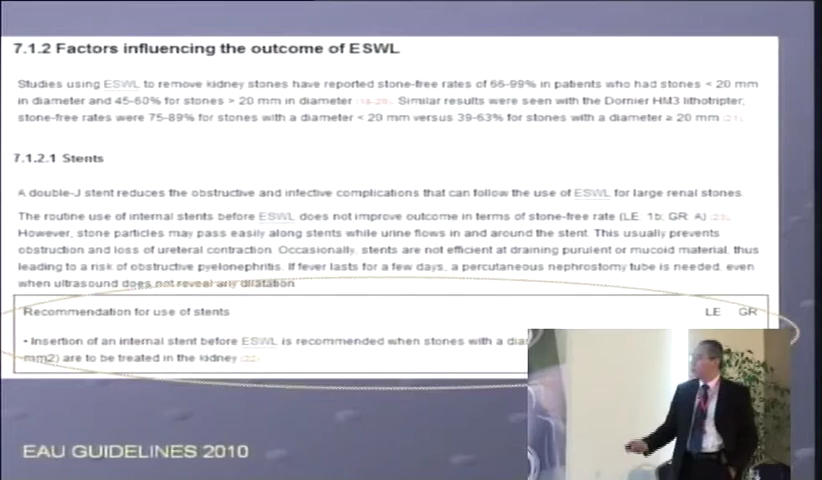 7.1.2 Factors influencing the outcome of ESWL
Studies using ESWL to remove kidney stones have reported stone-free rates of 66-99% in patients who had stones < 20 mm
in diameter and 45-60% for stones > 20 mm in diameter Similar results were seen with the Dornier HM3 lithotripter;
stone-free rates were 75-89% for stones with a diameter < 20 mm versus 39-63% for stones with a diameter ≥ 20 mm
7.1.2.1 Stents
A double-J stent reduces the obstructive and infective complications that can follow the use of ESWL for large renal stones.
The routine use of internal stents before ESWL does not improve outcome in terms of stone-free rate (LE: 1b; GR: A)
However, stone particles may pass easily along stents while urine flows in and around the stent. This usually prevents
obstruction and loss of ureteral contraction. Occasionally, stents are not efficient at draining purulent or mucoid material, thus
leading to a risk of obstructive pyelonephritis. If fever lasts for a few days, a percutaneous nephrostomy tube is needed, even
when ultrasound does not reveal any dilatation.
Recommendation for use of stents LE GR
• Insertion of an internal stent before ESWL is recommended when stones with a
mm2) are to be treated in the kidney
EAU GUIDELINES 2010